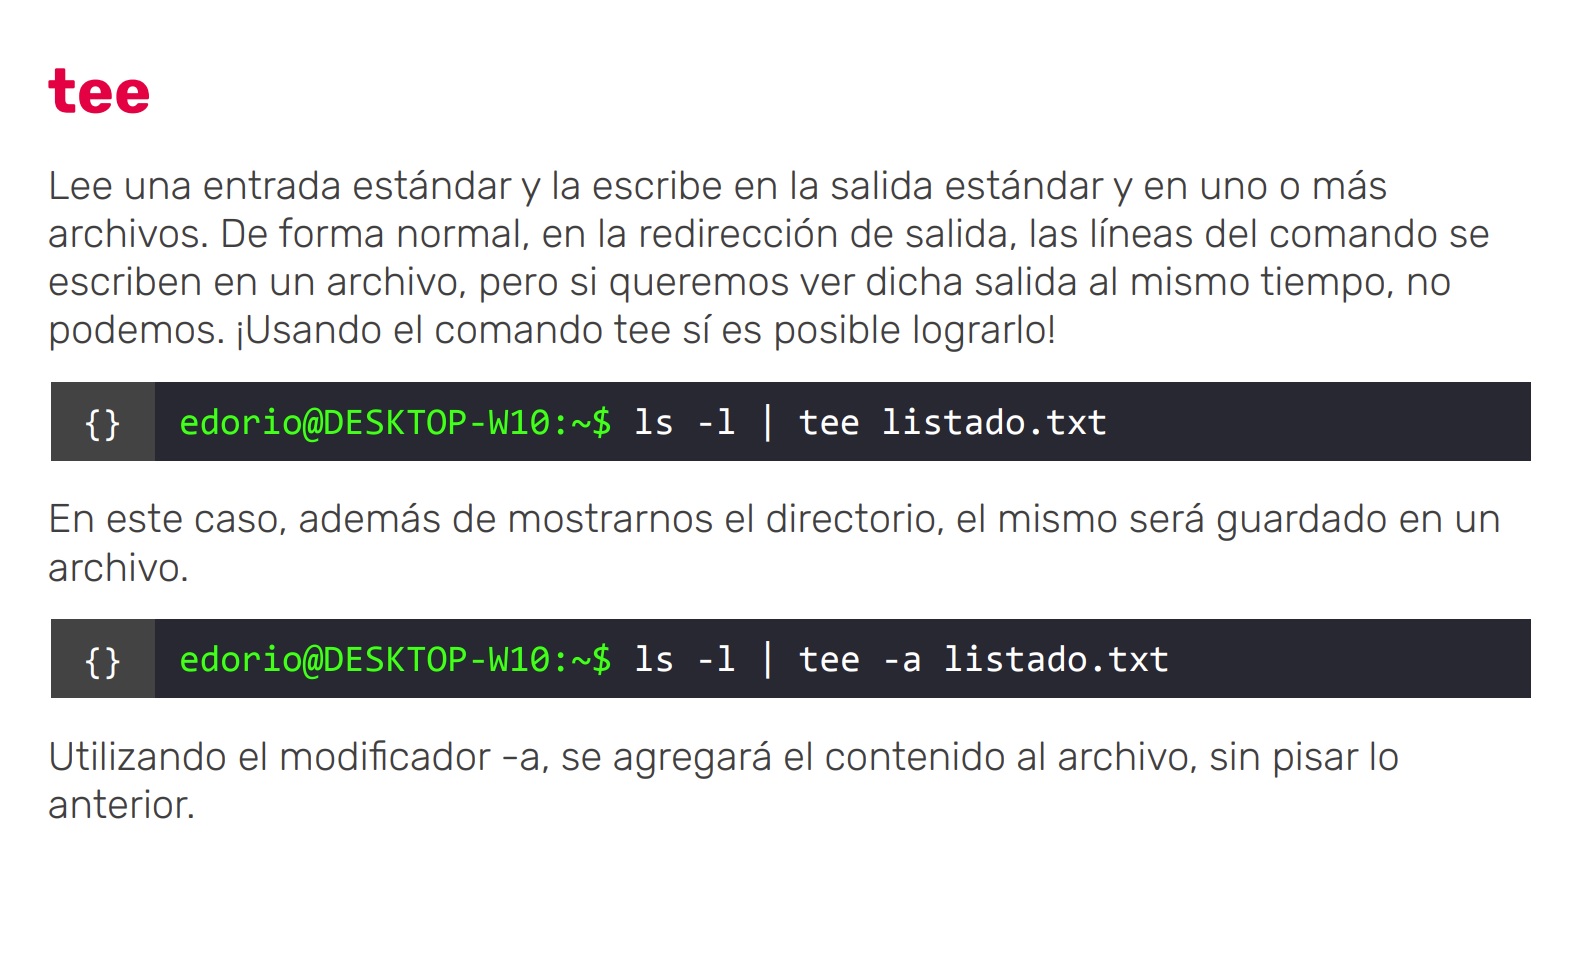 tee
Lee una entrada estándar y la escribe en la salida estándar y en uno o más
archivos. De forma normal, en la redirección de salida, las líneas del comando se
escriben en un archivo, pero si queremos ver dicha salida al mismo tiempo, no
podemos. ¡Usando el comando tee sí es posible lograrlo!
{} edorio@DESKTOP-W10:~$ ls -l | tee listado.txt
En este caso, además de mostrarnos el directorio, el mismo será guardado en un
archivo.
{} edorio@DESKTOP-W10:~$ ls -l | tee -a listado.txt
Utilizando el modificador -a, se agregará el contenido al archivo, sin pisar lo
anterior.